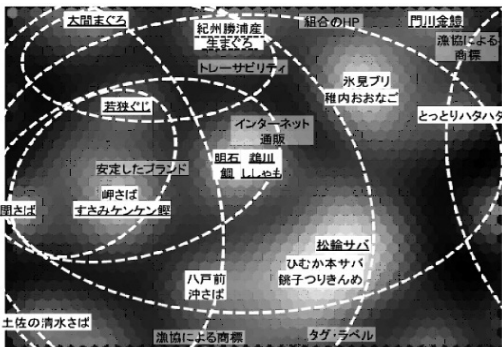 大間まぐろ
紀州勝浦産
生まぐろ
組合のHP
門川金鱧
漁協による
商標
トレーサビリティ
氷見ブリ
稚内おおなご
若狭ぐじ
とっとりハタハタ
インターネット
通販
安定したブランド
明石 鵡川
鯛 ししゃも
岬さば
関さば
すさみケンケン鰹
松輪サバ
ひむか本サバ
銚子つりきんめ
八戸前
沖さば
土佐の清水さば
漁協による商標
タグ・ラベル